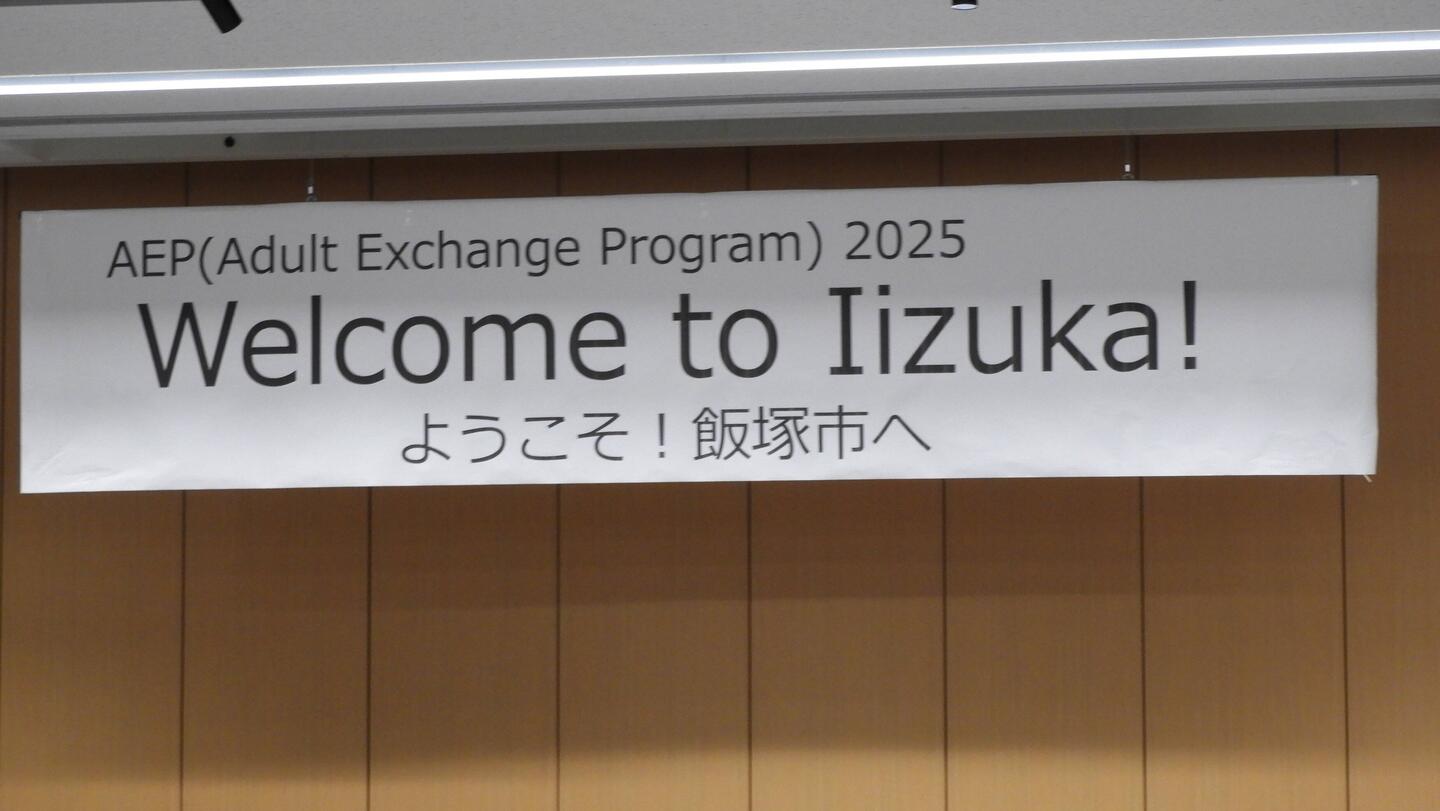 AEP(Adult Exchange Program) 2025
Welcome to Iizuka!
ようこそ！飯塚市へ